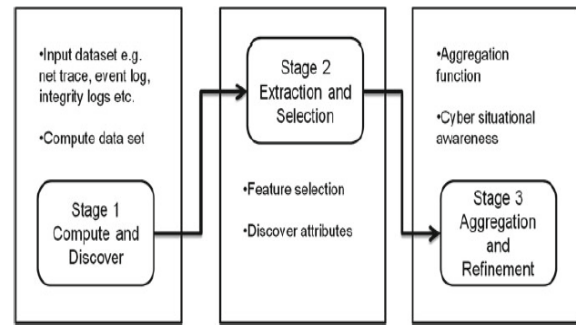 •Input dataset e.g.
net trace, event log,
integrity logs etc.
•Compute data set
Stage 1
Compute and
Discover
Stage 2
Extraction and
Selection
•Feature selection
•Discover attributes
•Aggregation
function
•Cyber situational
awareness
Stage 3
Aggregation
and
Refinement